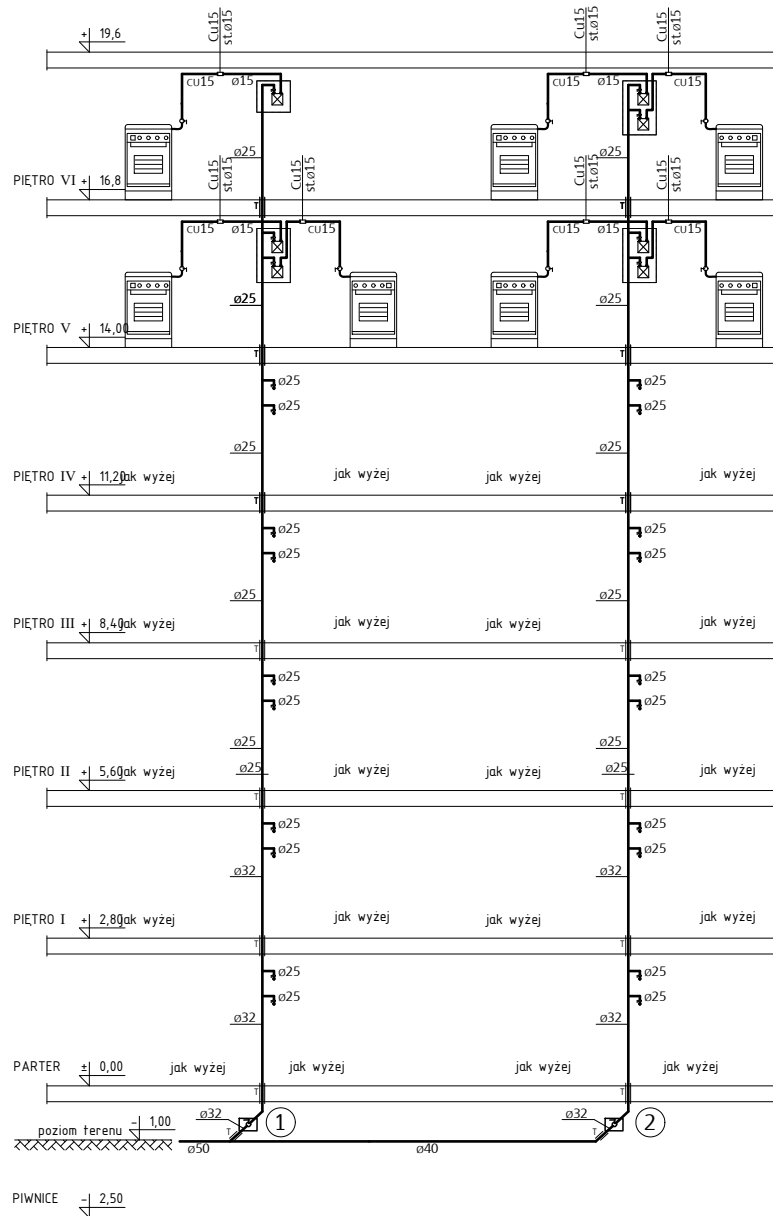 Cu15
st.ø15
Cu15
st.ø15
+ 19,6
CU15
ø15
ø15
CU15
ø25
ø25
Cu15
st.ø15
Cu15
st.ø15
Cu15
st.ø15
Cu15
st.ø15
PIĘTRO VI + 16,8
T
T
CU15
ø15
CU15
CU15
ø15
CU15
ø25
ø25
PIĘTRO V + 14,00
T
T
ø25
ø25
ø25
ø25
ø25
ø25
PIĘTRO IV + 11,20
jak wyżej
jak wyżej
jak wyżej
jak wyżej
T
T
ø25
ø25
ø25
ø25
ø25
ø25
PIĘTRO III + 8,40
jak wyżej
jak wyżej
jak wyżej
jak wyżej
T
T
ø25
ø25
ø25
ø25
ø25
ø25
ø25
ø25
PIĘTRO II + 5,60
jak wyżej
jak wyżej
jak wyżej
jak wyżej
T
T
ø25
ø25
ø25
ø25
ø32
ø32
PIĘTRO I + 2,80
jak wyżej
jak wyżej
jak wyżej
jak wyżej
T
T
ø25
ø25
ø25
ø25
ø32
ø32
PARTER ± 0,00
jak wyżej
jak wyżej
jak wyżej
jak wyżej
T
T
ø32
1
ø32
2
poziom terenu - 1,00
T
T
ø50
ø40
PIWNICE - 2,50